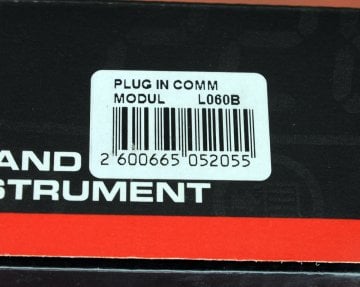 PLUG IN COMM
MODUL L060B
2 600665 052055
AND
STRUMENT